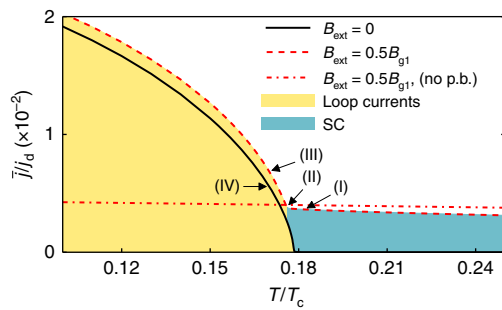 2
1
0
j̄/j_d (×10⁻²)
B_ext = 0
B_ext = 0.5B_g1
B_ext = 0.5B_g1, (no p.b.)
Loop currents
SC
(III)
(II)
(I)
(IV)
0.12 0.15 0.18 0.21 0.24
T/T_c